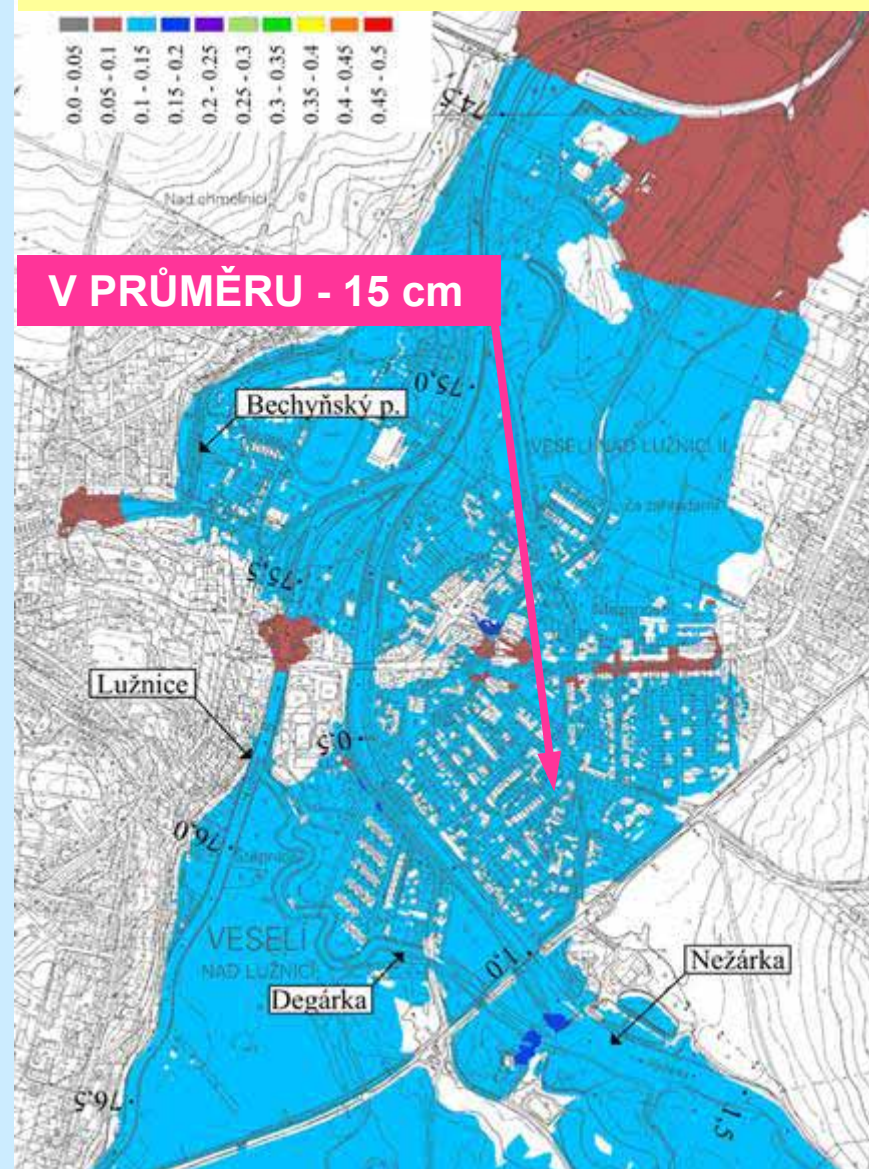 0.0 - 0.05
0.05 - 0.1
0.1 - 0.15
0.15 - 0.2
0.2 - 0.25
0.25 - 0.3
0.3 - 0.35
0.35 - 0.4
0.4 - 0.45
0.45 - 0.5
74,5
Nad chmelnicí
V PRŮMĚRU - 15 cm
75,0
Bechyňský p.
VESELÍ NAD LUŽNICÍ II
75,5
Lužnice
0,5
76,0
VESELÍ
NAD LUŽNICÍ
1,0
Nežárka
Degárka
76,5
1,5